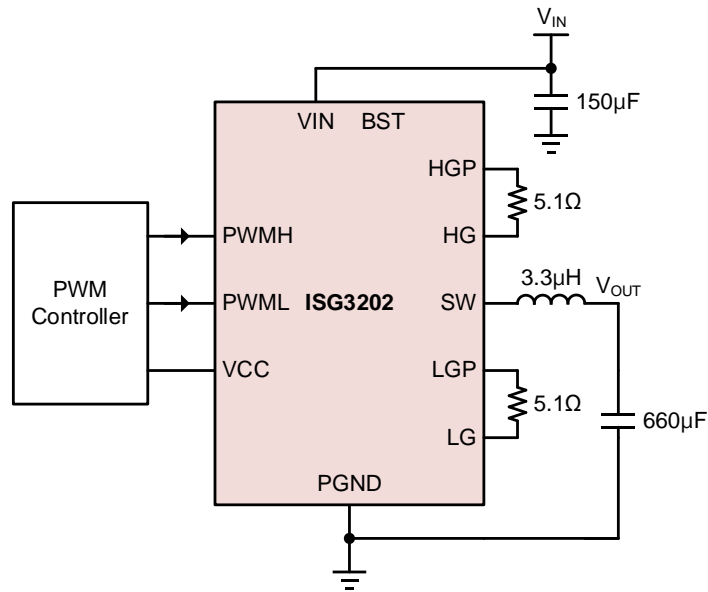 VIN
150µF
VIN BST
HGP
5.1Ω
HG
PWMH
3.3µH
VOUT
PWM
Controller
PWML ISG3202 SW
VCC
LGP
5.1Ω
LG
660µF
PGND